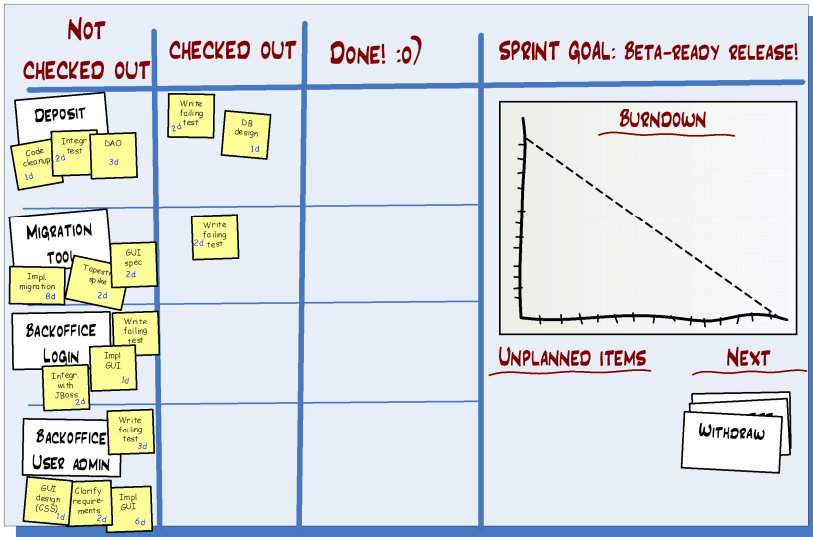 Not
checked out
checked out
Done! :o)
sprint goal: Beta-ready release!
Deposit
Code
cleanup
1d
Integr
test
2d
DAO
3d
Write
failing
test
2d
DB
design
1d
Burndown
Migration
Impl.
migration
8d
spike
2d
GUI
spec
2d
Write
failing
test
2d
Backoffice
Login
Write
failing
test
Impl
GUI
1d
Integr.
with
JBoss
2d
Unplanned items
Next
Withdraw
Backoffice
User admin
Write
failing
test
3d
GUI
design
(CSS)
1d
Clarify
require-
ments
2d
Impl
GUI
6d